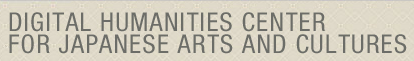 DIGITAL HUMANITIES CENTER
FOR JAPANESE ARTS AND CULTURES